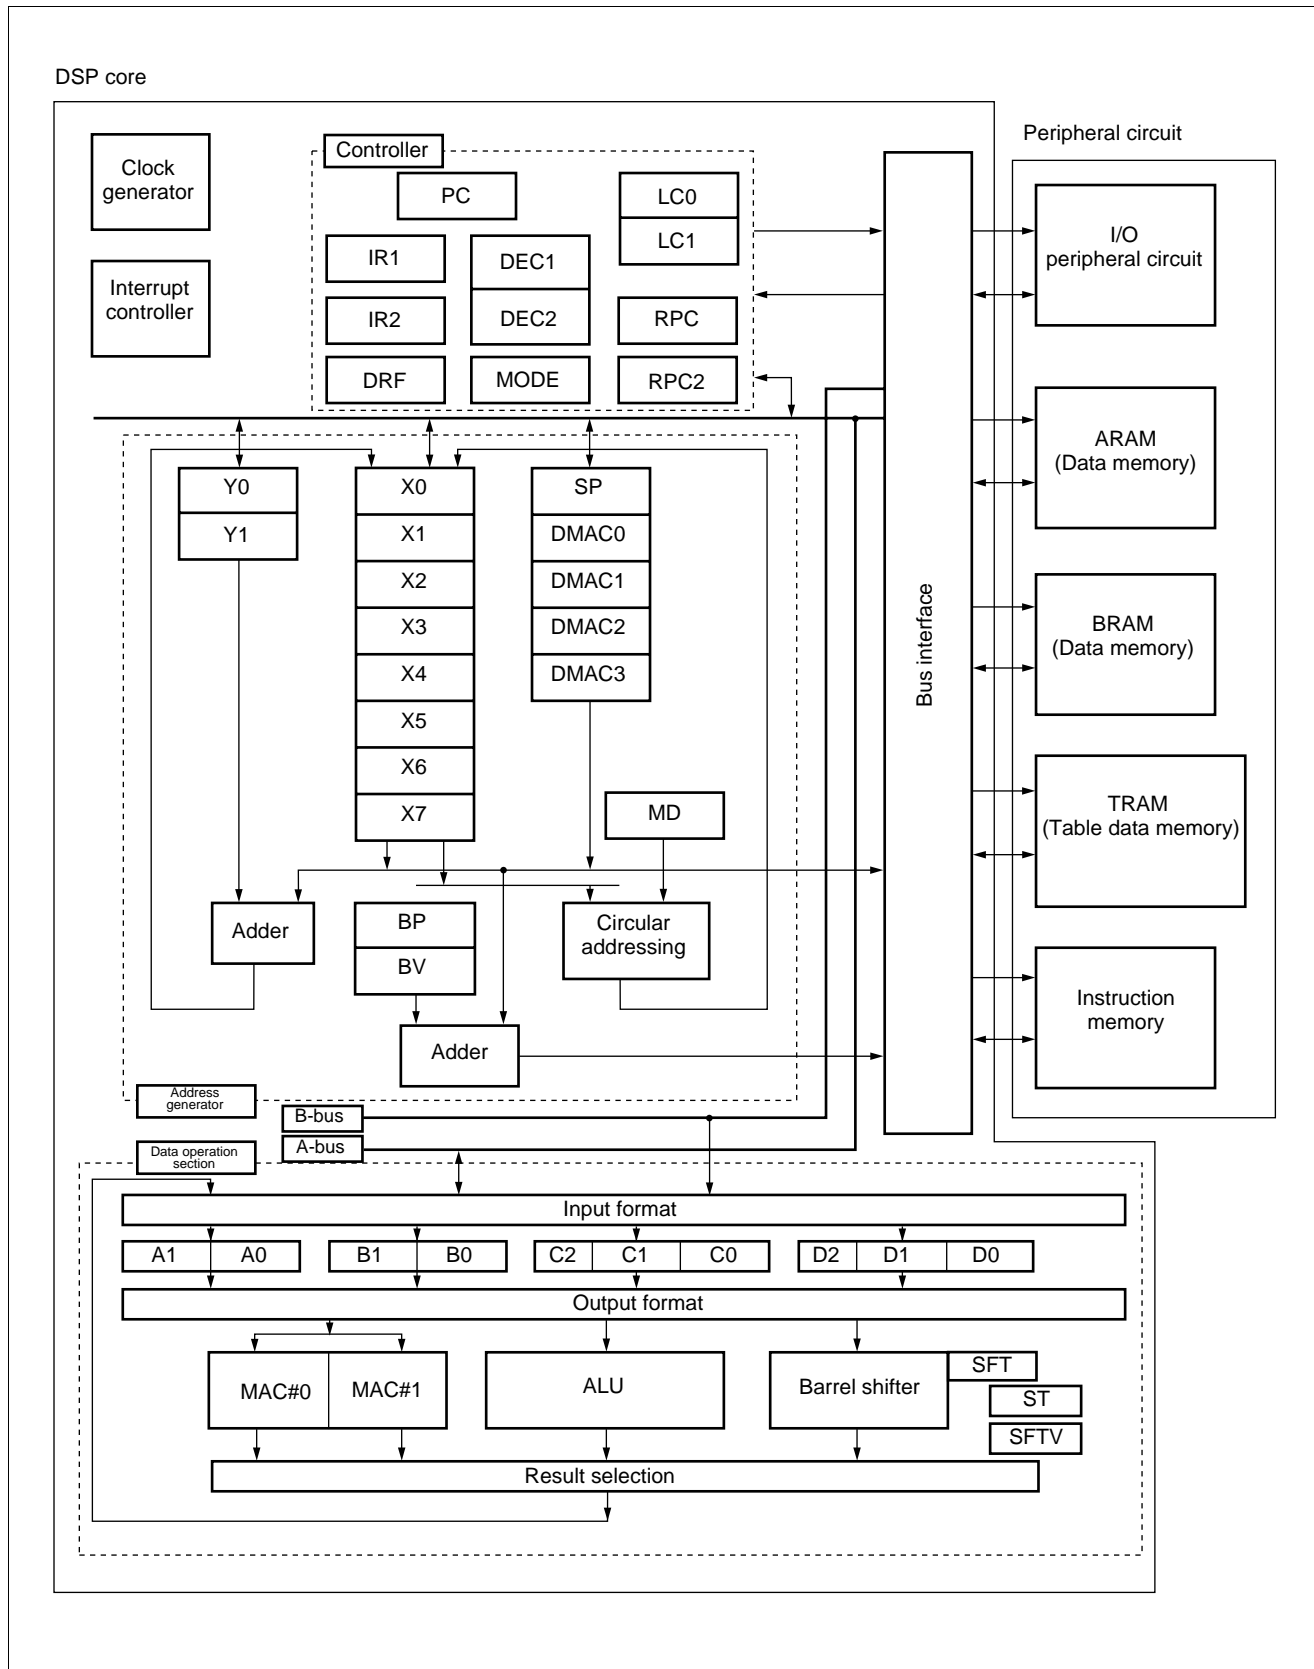 DSP core
Peripheral circuit
Clock
generator
Interrupt
controller
Controller
PC
LC0
LC1
IR1
DEC1
IR2
DEC2
RPC
DRF
MODE
RPC2
Bus interface
I/O
peripheral circuit
ARAM
(Data memory)
BRAM
(Data memory)
TRAM
(Table data memory)
Instruction
memory
Y0
Y1
X0
X1
X2
X3
X4
X5
X6
X7
SP
DMAC0
DMAC1
DMAC2
DMAC3
MD
Adder
BP
BV
Circular
addressing
Adder
Address
generator
B-bus
A-bus
Data operation
section
Input format
A1
A0
B1
B0
C2
C1
C0
D2
D1
D0
Output format
MAC#0
MAC#1
ALU
Barrel shifter
SFT
ST
SFTV
Result selection